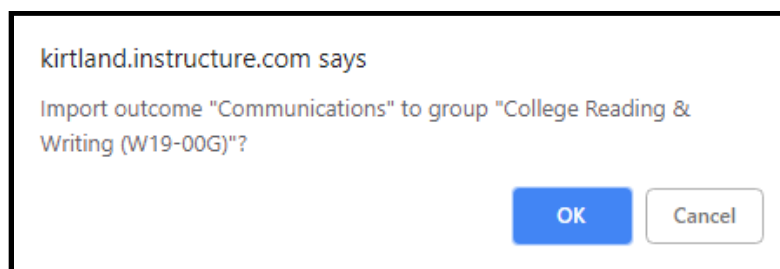 kirtland.instructure.com says
Import outcome "Communications" to group "College Reading &
Writing (W19-00G)"?
OK
Cancel